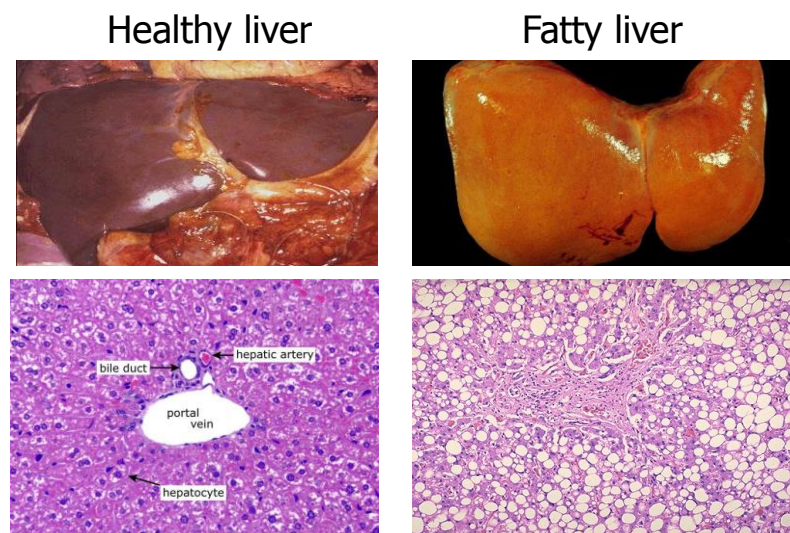 Healthy liver
Fatty liver
hepatic artery
bile duct
portal
vein
hepatocyte